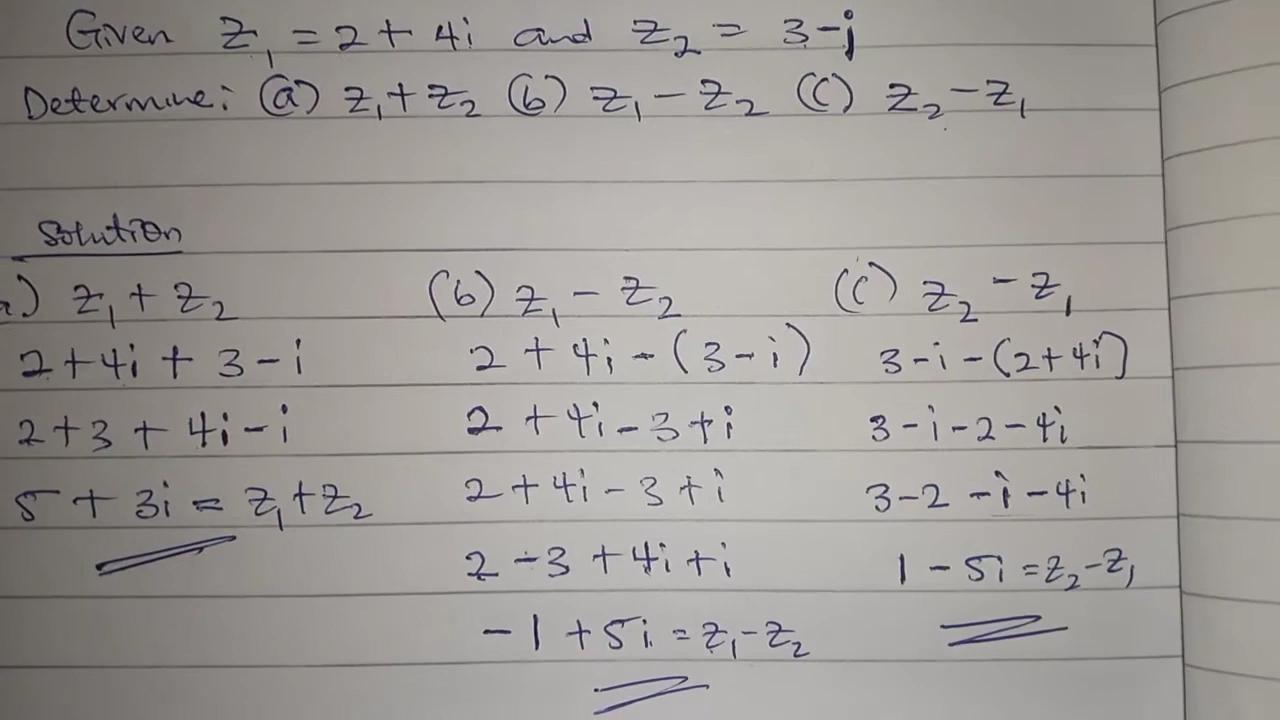 Given z₁ = 2 + 4i and z₂ = 3 - j
Determine: (a) z₁ + z₂ (b) z₁ - z₂ (c) z₂ - z₁
Solution
a) z₁ + z₂
2 + 4i + 3 - i
2 + 3 + 4i - i
5 + 3i = z₁ + z₂
(b) z₁ - z₂
2 + 4i - (3 - i)
2 + 4i - 3 + i
2 + 4i - 3 + i
2 - 3 + 4i + i
-1 + 5i = z₁ - z₂
(c) z₂ - z₁
3 - i - (2 + 4i)
3 - i - 2 - 4i
3 - 2 - i - 4i
1 - 5i = z₂ - z₁